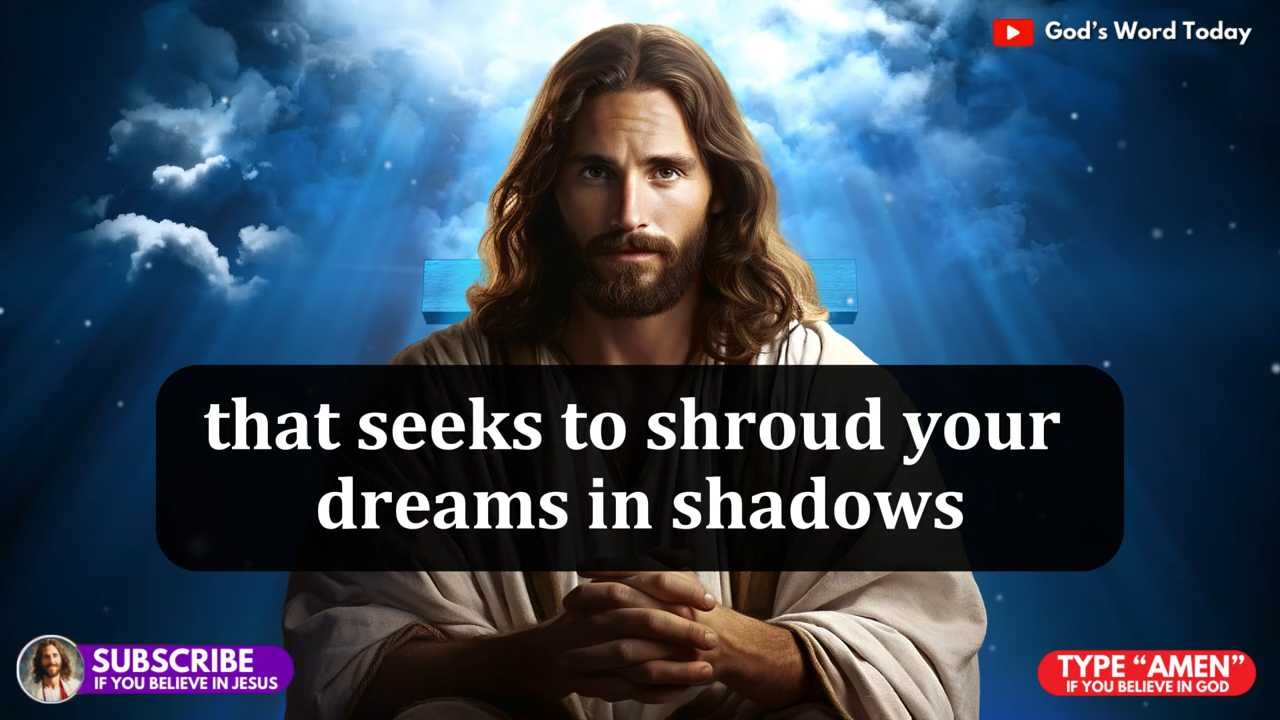 God's Word Today
that seeks to shroud your
dreams in shadows
SUBSCRIBE
IF YOU BELIEVE IN JESUS
TYPE “AMEN”
IF YOU BELIEVE IN GOD